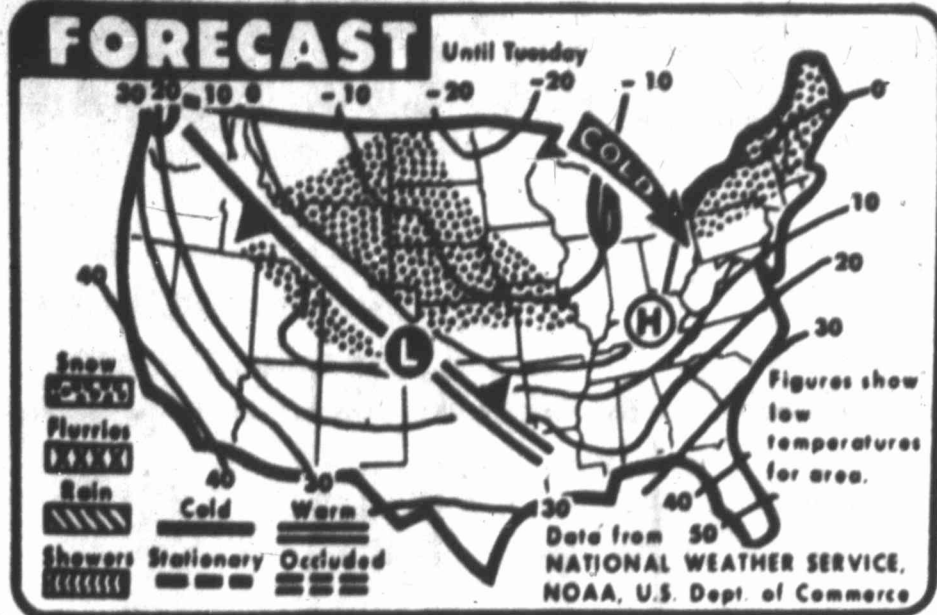 FORECAST
Until Tuesday
30 20 -10 0 -10 -20 -20 -10 0
COLD
10
20
40
30
L
H
Snow
Flurries
Rain
Showers
Cold
Warm
Stationary
Occluded
40
30
30
40
50
Figures show
low
temperatures
for area.
Data from
NATIONAL WEATHER SERVICE,
NOAA, U.S. Dept. of Commerce